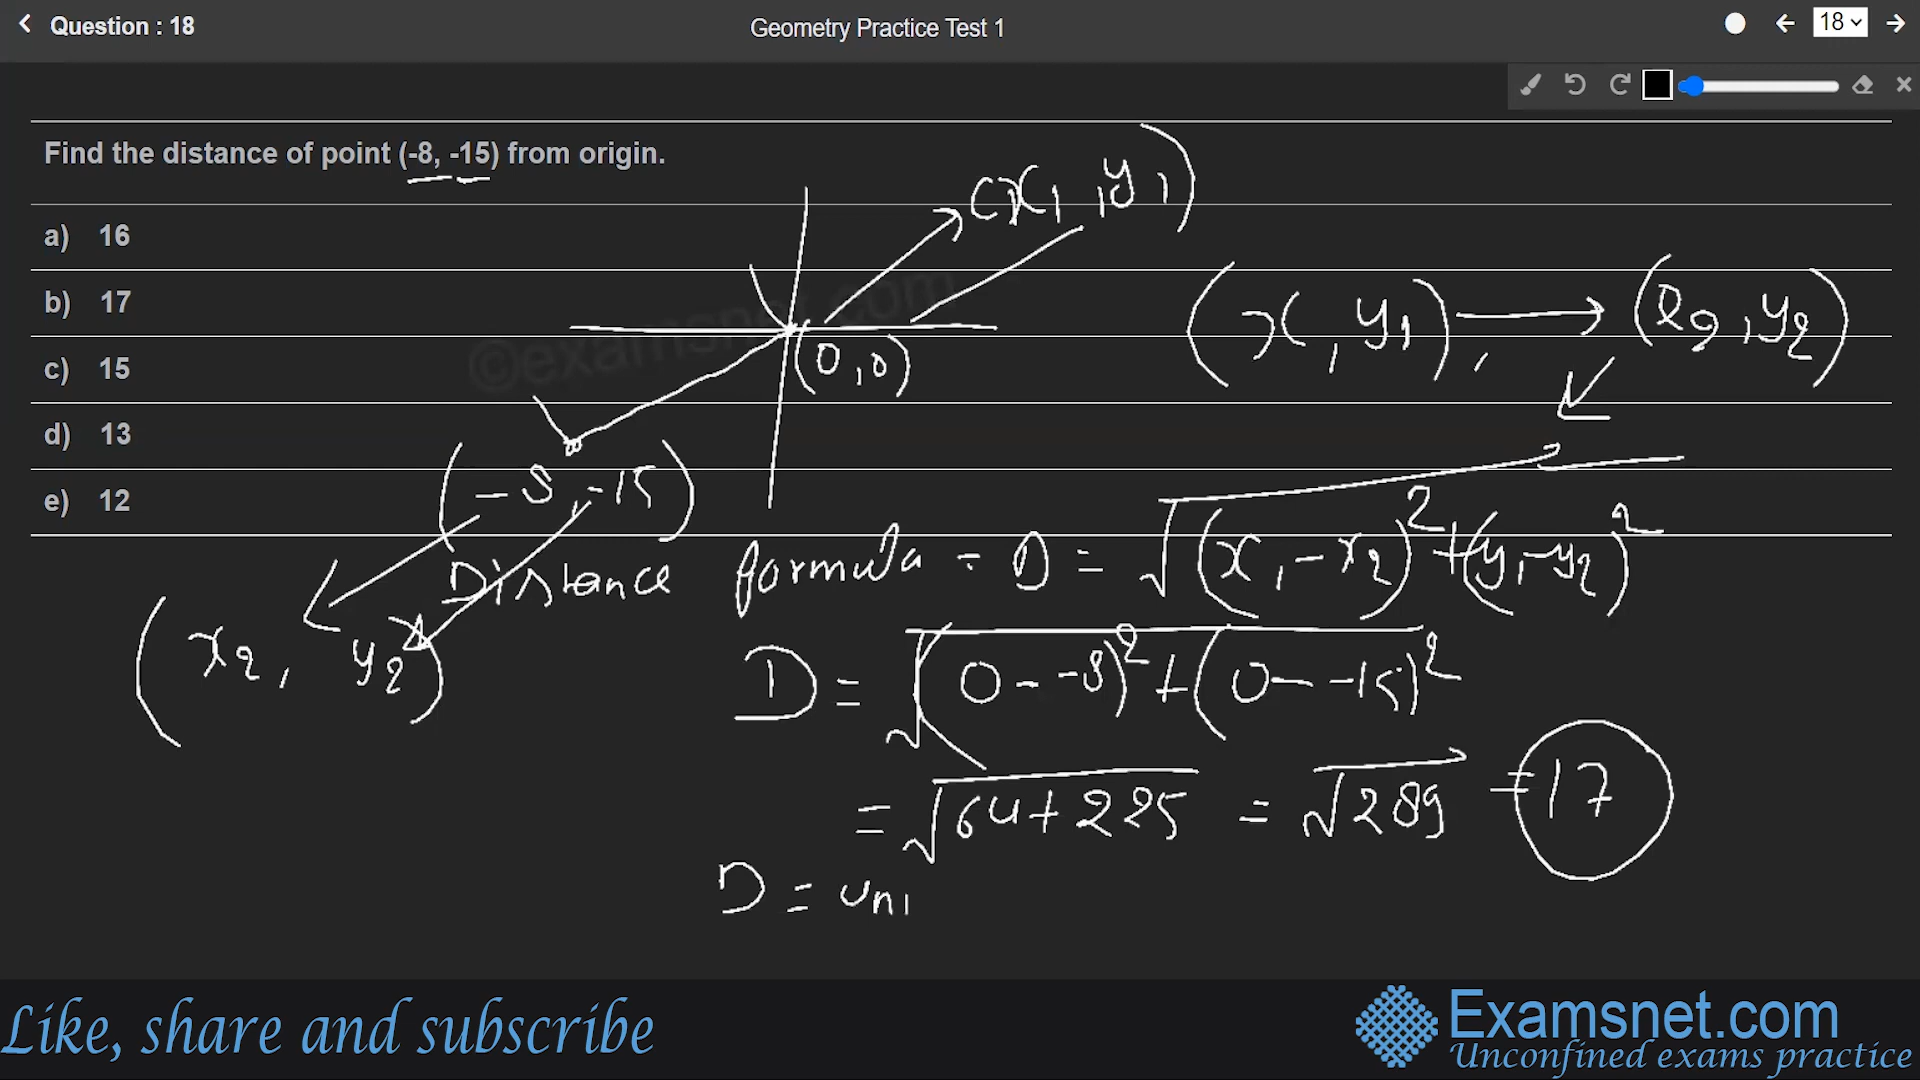 Question : 18
Geometry Practice Test 1
18
Find the distance of point (-8, -15) from origin.
a) 16
b) 17
c) 15
d) 13
e) 12
©examsnet.com
(x1, y1)
(0,0)
(x, y1), → (x2, y2)
(-8, -15)
(x2, y2)
Distance formula - D = √(x1 - x2)² + (y1 - y2)²
D = √(0 - -8)² + (0 - -15)²
= √64 + 225 = √289 = 17
D = uni
Like, share and subscribe
Examsnet.com
Unconfined exams practice